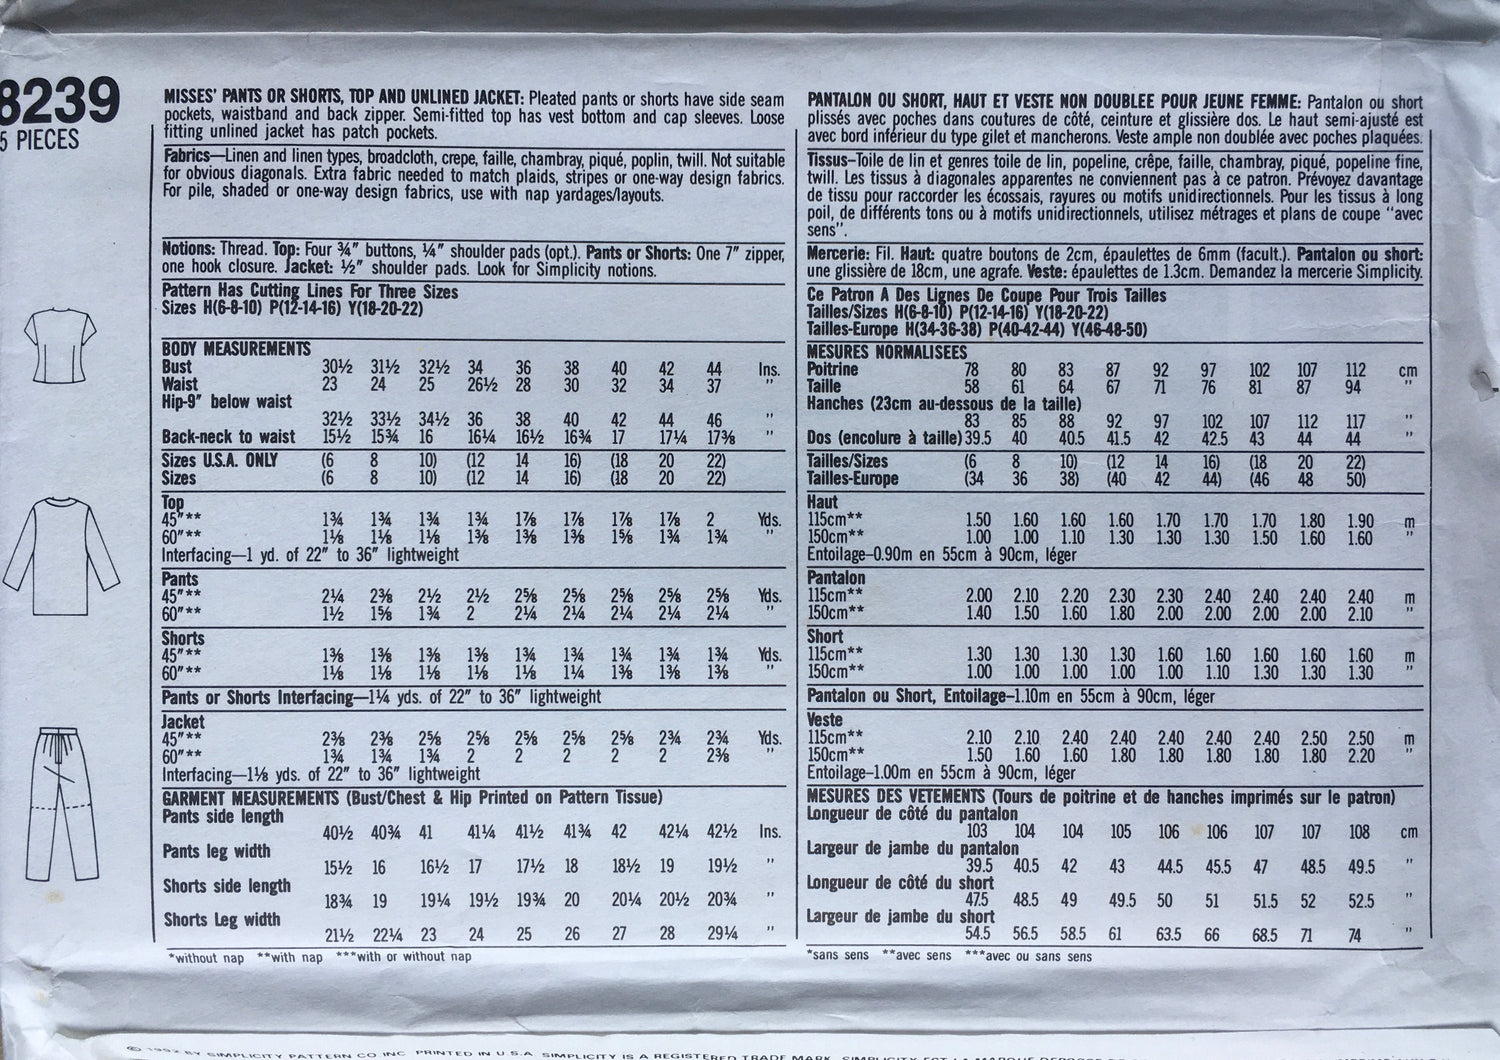 8239
5 PIECES
MISSES' PANTS OR SHORTS, TOP AND UNLINED JACKET: Pleated pants or shorts have side seam
pockets, waistband and back zipper. Semi-fitted top has vest bottom and cap sleeves. Loose
fitting unlined jacket has patch pockets.
Fabrics—Linen and linen types, broadcloth, crepe, faille, chambray, piqué, poplin, twill. Not suitable
for obvious diagonals. Extra fabric needed to match plaids, stripes or one-way design fabrics.
For pile, shaded or one-way design fabrics, use with nap yardages/layouts.
Notions: Thread. Top: Four ¾" buttons, ¼" shoulder pads (opt.). Pants or Shorts: One 7" zipper,
one hook closure. Jacket: ½" shoulder pads. Look for Simplicity notions.
Pattern Has Cutting Lines For Three Sizes
Sizes H(6-8-10) P(12-14-16) Y(18-20-22)
BODY MEASUREMENTS
Bust 30½ 31½ 32½ 34 36 38 40 42 44 Ins.
Waist 23 24 25 26½ 28 30 32 34 37 "
Hip-9" below waist
32½ 33½ 34½ 36 38 40 42 44 46 "
Back-neck to waist 15½ 15¾ 16 16¼ 16½ 16¾ 17 17¼ 17⅜ "
Sizes U.S.A. ONLY (6 8 10) (12 14 16) (18 20 22)
Sizes (6 8 10) (12 14 16) (18 20 22)
Top
45"** 1¾ 1¾ 1¾ 1¾ 1⅞ 1⅞ 1⅞ 1⅞ 2 Yds.
60"** 1⅛ 1⅛ 1⅛ 1⅜ 1⅜ 1⅜ 1⅝ 1¾ 1¾ "
Interfacing—1 yd. of 22" to 36" lightweight
Pants
45"** 2¼ 2⅜ 2½ 2½ 2⅝ 2⅝ 2⅝ 2⅝ 2⅝ Yds.
60"** 1½ 1⅝ 1¾ 2 2¼ 2¼ 2¼ 2¼ 2¼ "
Shorts
45"** 1⅜ 1⅜ 1⅜ 1⅜ 1¾ 1¾ 1¾ 1¾ 1¾ Yds.
60"** 1⅛ 1⅛ 1⅛ 1⅛ 1⅛ 1¼ 1⅜ 1⅜ 1⅜ "
Pants or Shorts Interfacing—1¼ yds. of 22" to 36" lightweight
Jacket
45"** 2⅜ 2⅜ 2⅝ 2⅝ 2⅝ 2⅝ 2⅝ 2¾ 2¾ Yds.
60"** 1¾ 1¾ 1¾ 2 2 2 2 2 2⅜ "
Interfacing—1⅛ yds. of 22" to 36" lightweight
GARMENT MEASUREMENTS (Bust/Chest & Hip Printed on Pattern Tissue)
Pants side length
40½ 40¾ 41 41¼ 41½ 41¾ 42 42¼ 42½ Ins.
Pants leg width
15½ 16 16½ 17 17½ 18 18½ 19 19½ "
Shorts side length
18¾ 19 19¼ 19½ 19¾ 20 20¼ 20½ 20¾ "
Shorts Leg width
21½ 22¼ 23 24 25 26 27 28 29¼ "
*without nap **with nap ***with or without nap
PANTALON OU SHORT, HAUT ET VESTE NON DOUBLEE POUR JEUNE FEMME: Pantalon ou short
plissés avec poches dans coutures de côté, ceinture et glissière dos. Le haut semi-ajusté est
avec bord inférieur du type gilet et mancherons. Veste ample non doublée avec poches plaquées.
Tissus—Toile de lin et genres toile de lin, popeline, crêpe, faille, chambray, piqué, popeline fine,
twill. Les tissus à diagonales apparentes ne conviennent pas à ce patron. Prévoyez davantage
de tissu pour raccorder les écossais, rayures ou motifs unidirectionnels. Pour les tissus à long
poil, de différents tons ou à motifs unidirectionnels, utilisez métrages et plans de coupe "avec
sens".
Mercerie: Fil. Haut: quatre boutons de 2cm, épaulettes de 6mm (facult.). Pantalon ou short:
une glissière de 18cm, une agrafe. Veste: épaulettes de 1.3cm. Demandez la mercerie Simplicity.
Ce Patron A Des Lignes De Coupe Pour Trois Tailles
Tailles/Sizes H(6-8-10) P(12-14-16) Y(18-20-22)
Tailles-Europe H(34-36-38) P(40-42-44) Y(46-48-50)
MESURES NORMALISEES
Poitrine 78 80 83 87 92 97 102 107 112 cm
Taille 58 61 64 67 71 76 81 87 94 "
Hanches (23cm au-dessous de la taille)
83 85 88 92 97 102 107 112 117 "
Dos (encolure à taille) 39.5 40 40.5 41.5 42 42.5 43 44 44 "
Tailles/Sizes (6 8 10) (12 14 16) (18 20 22)
Tailles-Europe (34 36 38) (40 42 44) (46 48 50)
Haut
115cm** 1.50 1.60 1.60 1.60 1.70 1.70 1.70 1.80 1.90 m
150cm** 1.00 1.00 1.10 1.30 1.30 1.30 1.50 1.60 1.60 "
Entoilage—0.90m en 55cm à 90cm, léger
Pantalon
115cm** 2.00 2.10 2.20 2.30 2.30 2.40 2.40 2.40 2.40 m
150cm** 1.40 1.50 1.60 1.80 2.00 2.00 2.00 2.00 2.10 "
Short
115cm** 1.30 1.30 1.30 1.30 1.60 1.60 1.60 1.60 1.60 m
150cm** 1.00 1.00 1.00 1.00 1.00 1.10 1.30 1.30 1.30 "
Pantalon ou Short, Entoilage—1.10m en 55cm à 90cm, léger
Veste
115cm** 2.10 2.10 2.40 2.40 2.40 2.40 2.40 2.50 2.50 m
150cm** 1.50 1.60 1.60 1.80 1.80 1.80 1.80 1.80 2.20 "
Entoilage—1.00m en 55cm à 90cm, léger
MESURES DES VETEMENTS (Tours de poitrine et de hanches imprimés sur le patron)
Longueur de côté du pantalon
103 104 104 105 106 106 107 107 108 cm
Largeur de jambe du pantalon
39.5 40.5 42 43 44.5 45.5 47 48.5 49.5 "
Longueur de côté du short
47.5 48.5 49 49.5 50 51 51.5 52 52.5 "
Largeur de jambe du short
54.5 56.5 58.5 61 63.5 66 68.5 71 74 "
*sans sens **avec sens ***avec ou sans sens
© 1992 BY SIMPLICITY PATTERN CO INC PRINTED IN U.S.A. SIMPLICITY IS A REGISTERED TRADE MARK